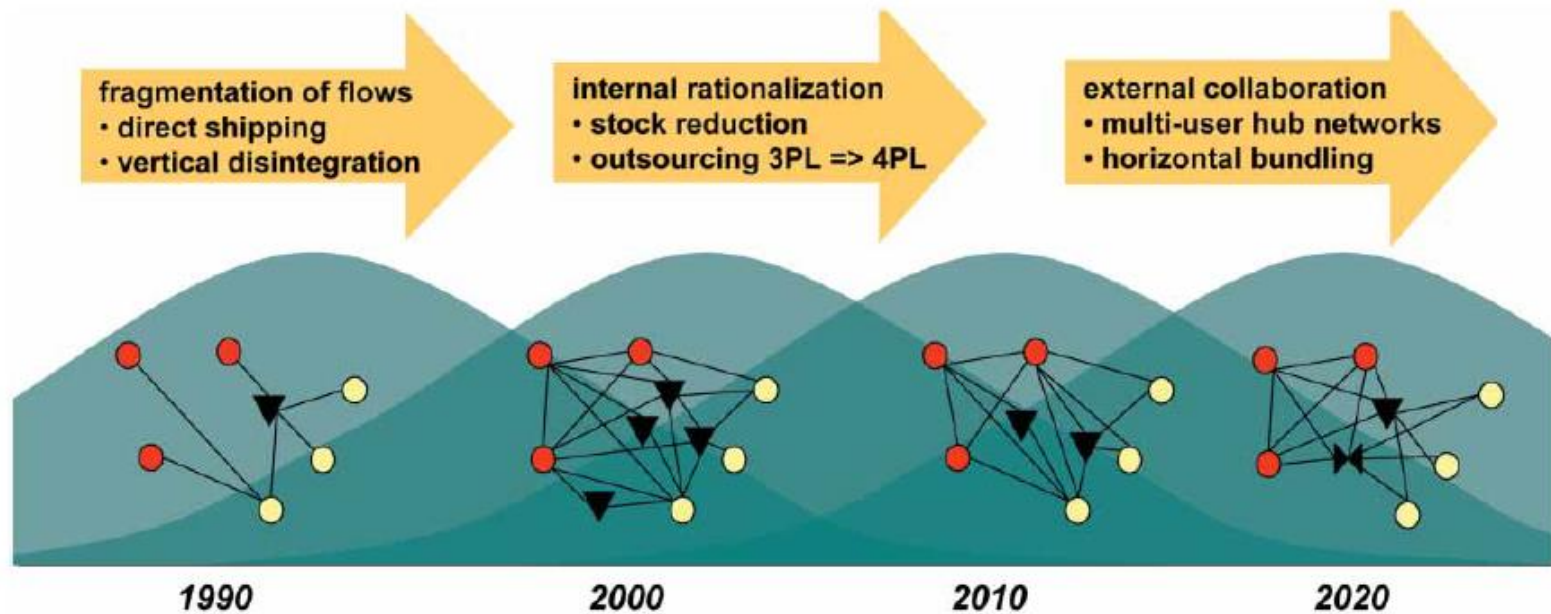 fragmentation of flows
• direct shipping
• vertical disintegration
internal rationalization
• stock reduction
• outsourcing 3PL => 4PL
external collaboration
• multi-user hub networks
• horizontal bundling
1990
2000
2010
2020